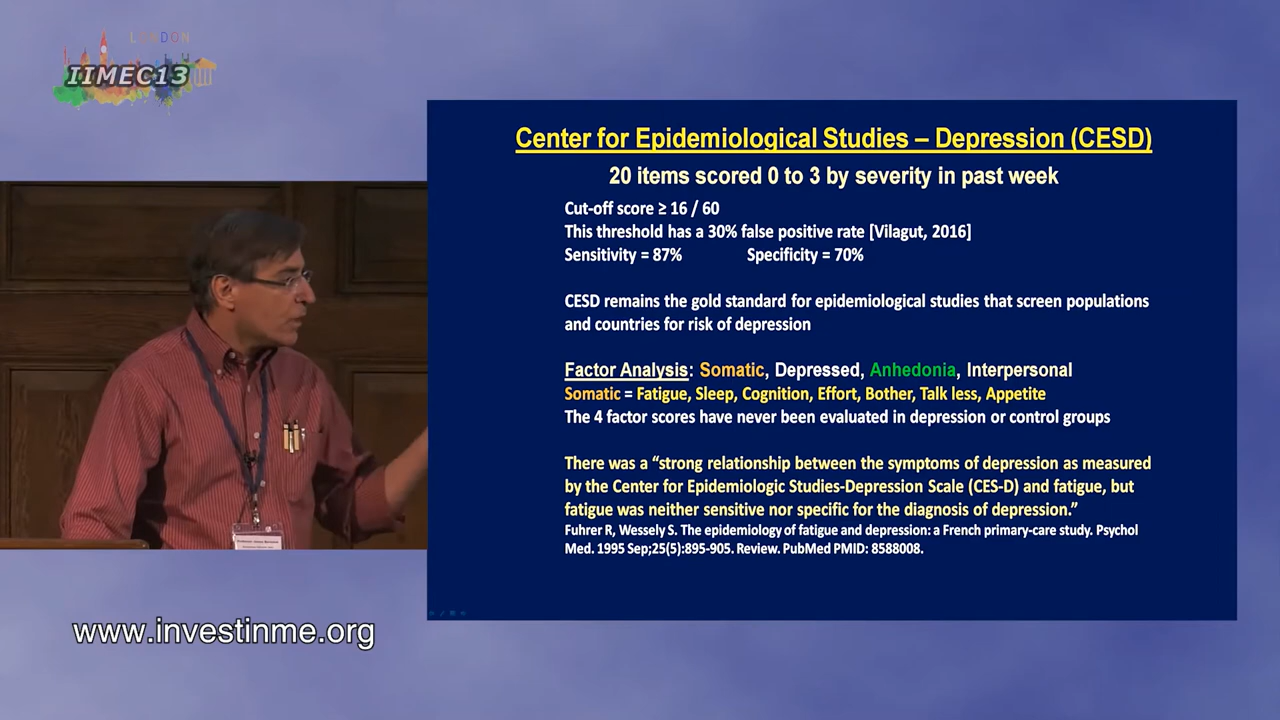 LONDON
IIMEC13
Center for Epidemiological Studies – Depression (CESD)
20 items scored 0 to 3 by severity in past week
Cut-off score ≥ 16 / 60
This threshold has a 30% false positive rate [Vilagut, 2016]
Sensitivity = 87% Specificity = 70%
CESD remains the gold standard for epidemiological studies that screen populations
and countries for risk of depression
Factor Analysis: Somatic, Depressed, Anhedonia, Interpersonal
Somatic = Fatigue, Sleep, Cognition, Effort, Bother, Talk less, Appetite
The 4 factor scores have never been evaluated in depression or control groups
There was a “strong relationship between the symptoms of depression as measured
by the Center for Epidemiologic Studies-Depression Scale (CES-D) and fatigue, but
fatigue was neither sensitive nor specific for the diagnosis of depression.”
Fuhrer R, Wessely S. The epidemiology of fatigue and depression: a French primary-care study. Psychol
Med. 1995 Sep;25(5):895-905. Review. PubMed PMID: 8588008.
www.investinme.org